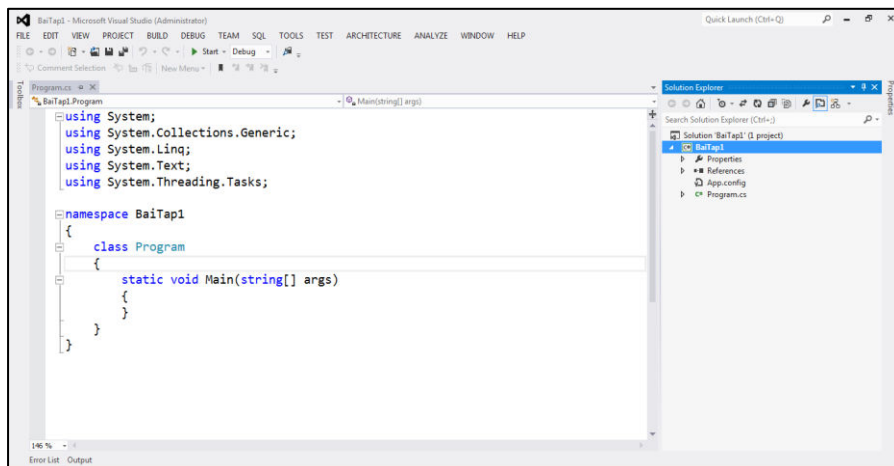 BaiTap1 - Microsoft Visual Studio (Administrator)
Quick Launch (Ctrl+Q)
FILE EDIT VIEW PROJECT BUILD DEBUG TEAM SQL TOOLS TEST ARCHITECTURE ANALYZE WINDOW HELP
Start - Debug
Comment Selection New Menu
Toolbox
Program.cs
BaiTap1.Program
Main(string[] args)
using System;
using System.Collections.Generic;
using System.Linq;
using System.Text;
using System.Threading.Tasks;
namespace BaiTap1
{
class Program
{
static void Main(string[] args)
{
}
}
}
146 %
Error List Output
Solution Explorer
Search Solution Explorer (Ctrl+;)
Solution 'BaiTap1' (1 project)
BaiTap1
Properties
References
App.config
Program.cs
Properties